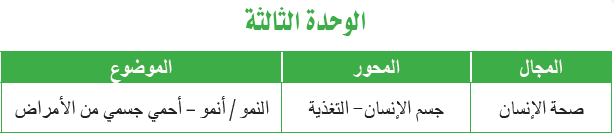 الوحدة الثالثة
المجال المحور الموضوع
صحة الإنسان جسم الإنسان – التغذية النمو / أنمو – أحمي جسمي من الأمراض